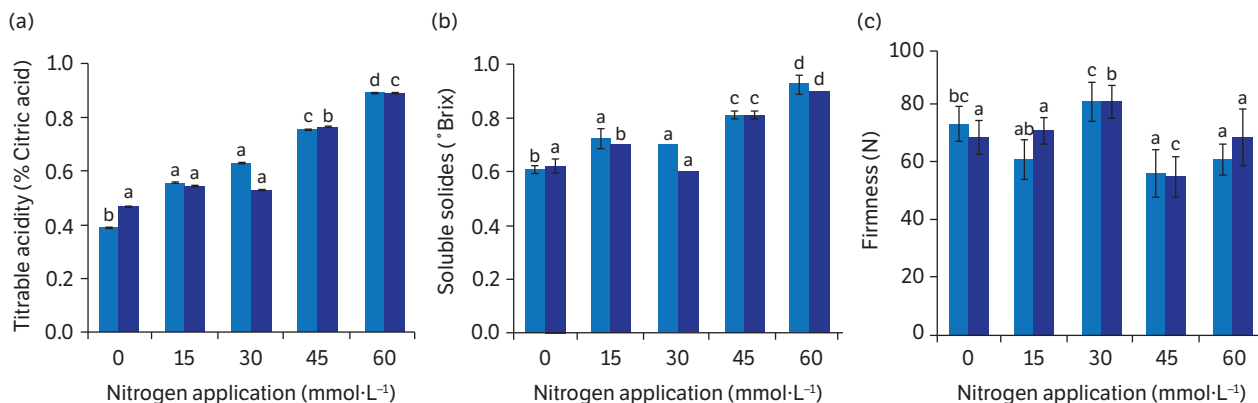 (a)
Titrable acidity (% Citric acid)
1.0
0.8
0.6
0.4
0.2
0.0
b a a a a a c b d c
0 15 30 45 60
Nitrogen application (mmol·L⁻¹)
(b)
Soluble solides (˚Brix)
1.0
0.8
0.6
0.4
0.2
0.0
b a a b a a c c d d
0 15 30 45 60
Nitrogen application (mmol·L⁻¹)
(c)
Firmness (N)
100
80
60
40
20
0
bc a ab a c b a c a a
0 15 30 45 60
Nitrogen application (mmol·L⁻¹)